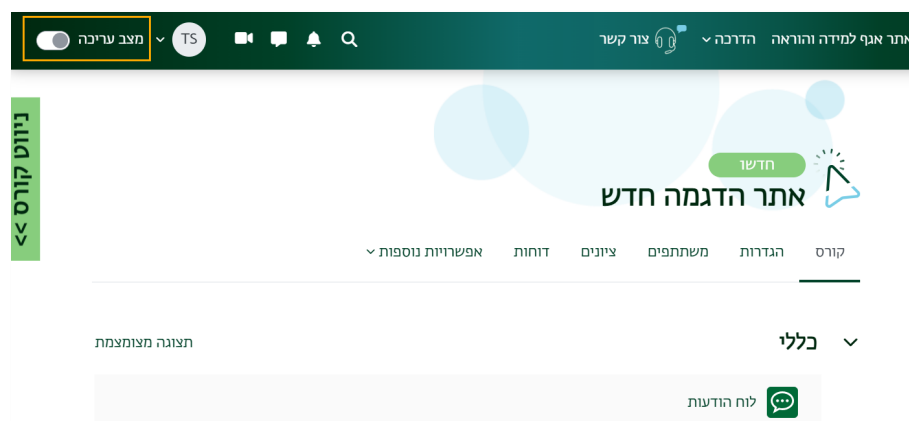 אתר אגף למידה והוראה הדרכה צור קשר TS מצב עריכה
ניווט קורס >>
חדש!
אתר הדגמה חדש
קורס הגדרות משתתפים ציונים דוחות אפשרויות נוספות
כללי תצוגה מצומצמת
לוח הודעות